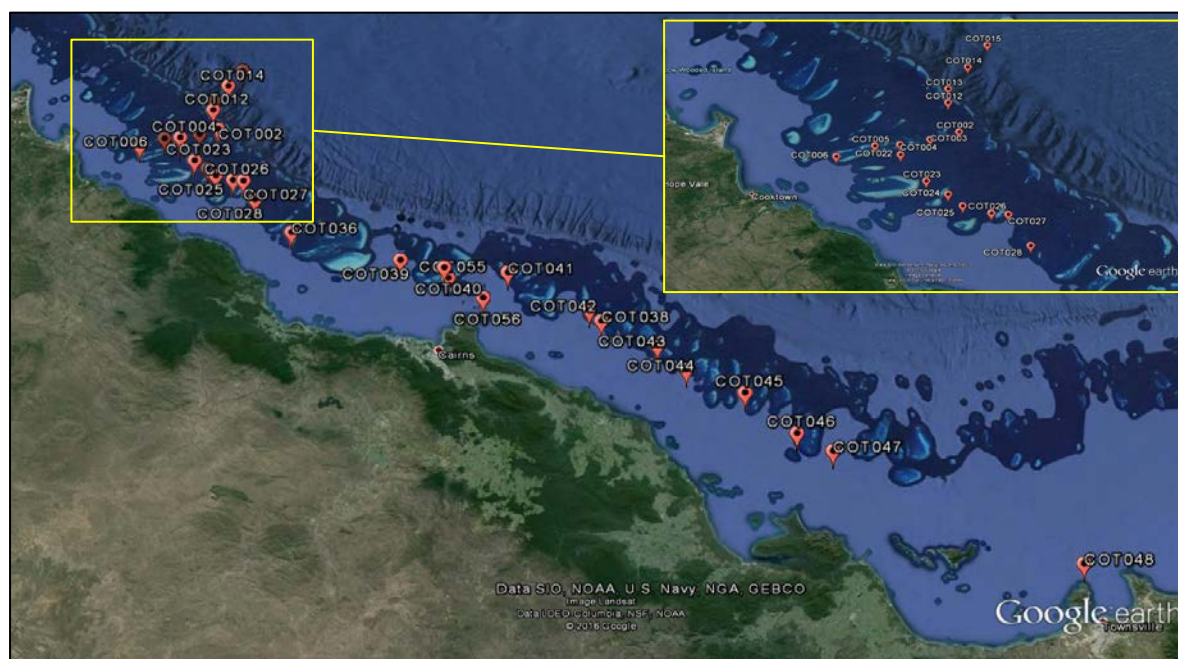 COT014
COT012
COT004
COT002
COT006
COT023
COT026
COT025
COT027
COT028
COT036
COT039
COT055
COT041
COT040
COT056
COT042
COT038
COT043
COT044
COT045
COT046
COT047
COT048
Cairns
Townsville
Data SIO, NOAA, U.S. Navy, NGA, GEBCO
Image Landsat
Data LDEO-Columbia, NSF, NOAA
© 2016 Google
Google earth
COT015
COT014
COT013
COT012
COT002
COT003
COT005
COT004
COT022
COT006
COT023
COT024
COT026
COT025
COT027
COT028
Wooded Island
Hope Vale
Cooktown
Google earth